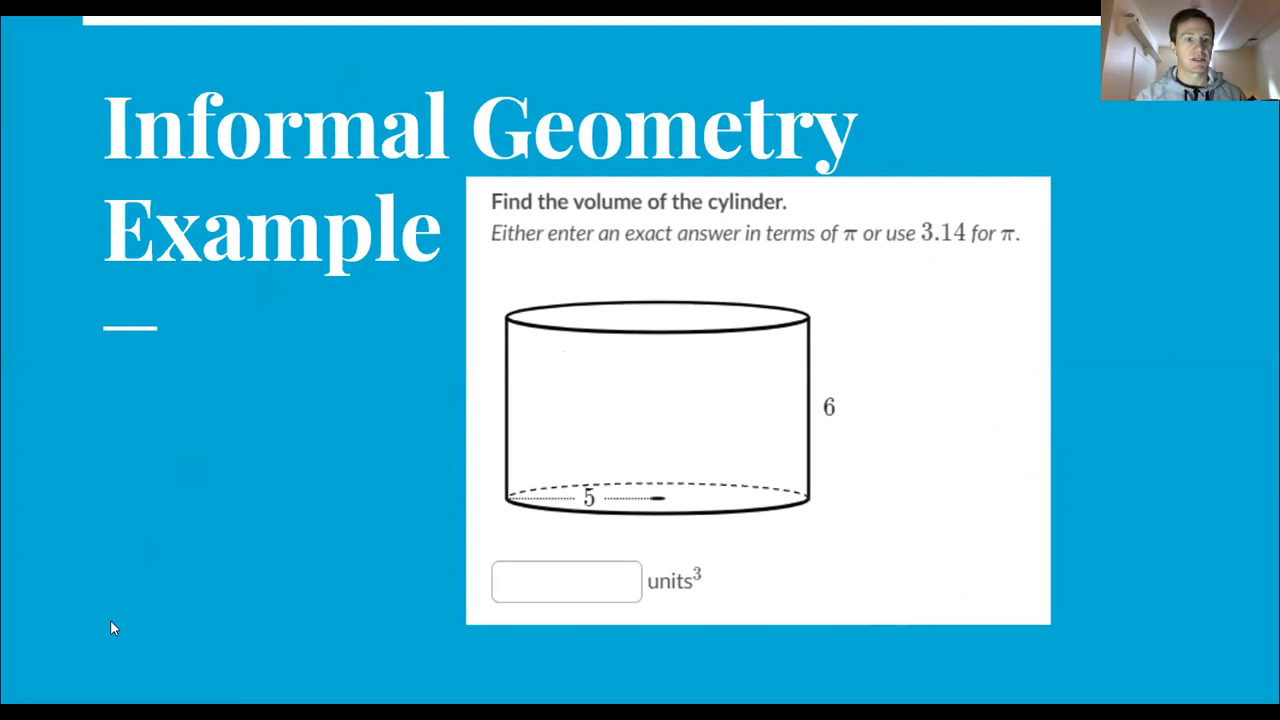 Informal Geometry
Example
Find the volume of the cylinder.
Either enter an exact answer in terms of π or use 3.14 for π.
6
5
units³